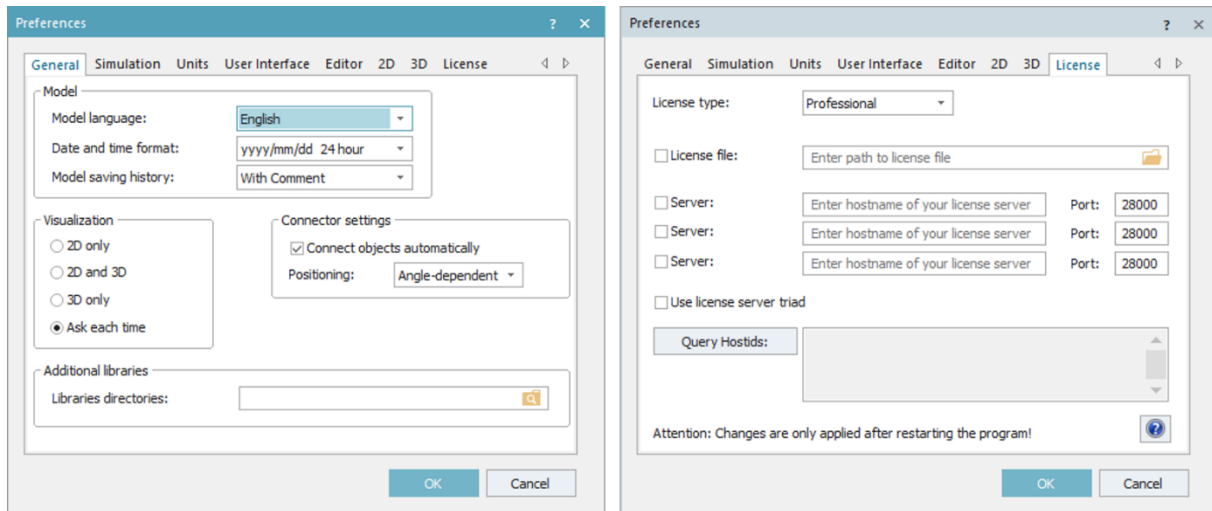 Preferences ? ×
General Simulation Units User Interface Editor 2D 3D License
Model
Model language: English
Date and time format: yyyy/mm/dd 24 hour
Model saving history: With Comment
Visualization
2D only
2D and 3D
3D only
Ask each time
Connector settings
Connect objects automatically
Positioning: Angle-dependent
Additional libraries
Libraries directories:
OK Cancel
Preferences ? ×
General Simulation Units User Interface Editor 2D 3D License
License type: Professional
License file: Enter path to license file
Server: Enter hostname of your license server Port: 28000
Server: Enter hostname of your license server Port: 28000
Server: Enter hostname of your license server Port: 28000
Use license server triad
Query Hostids:
Attention: Changes are only applied after restarting the program! ?
OK Cancel